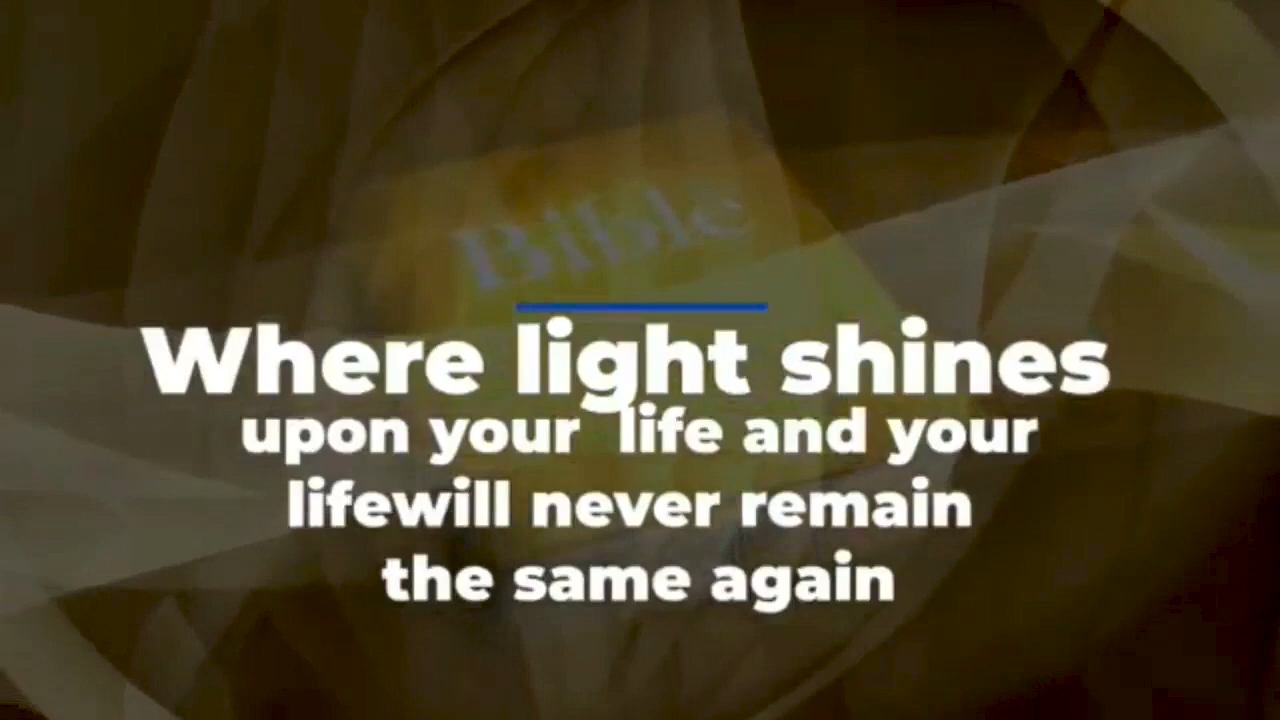 Bible
Where light shines
upon your life and your
lifewill never remain
the same again